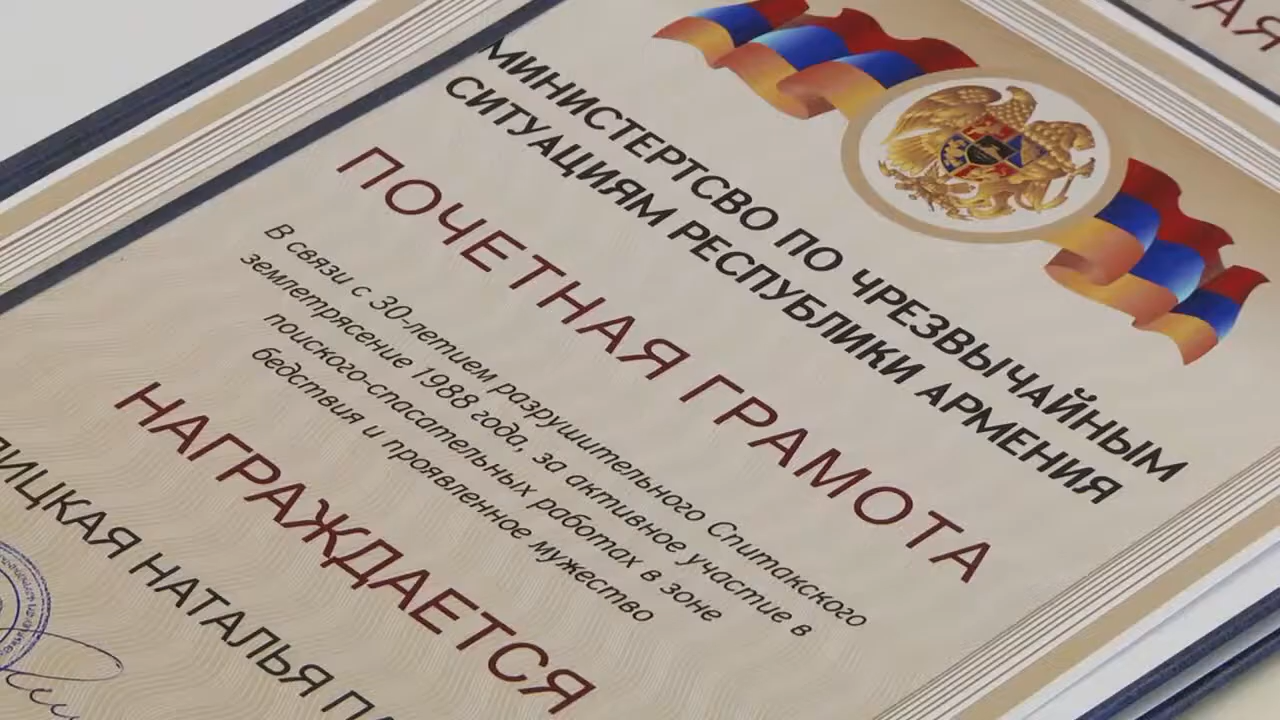 МИНИСТЕРТСВО ПО ЧРЕЗВЫЧАЙНЫМ
СИТУАЦИЯМ РЕСПУБЛИКИ АРМЕНИЯ
ПОЧЕТНАЯ ГРАМОТА
В связи с 30-летием разрушительного Спитакского
землетрясение 1988 года, за активное участие в
поиского-спасательных работах в зоне
бедствия и проявленное мужество
НАГРАЖДАЕТСЯ
ЛИЦКАЯ НАТАЛЬЯ